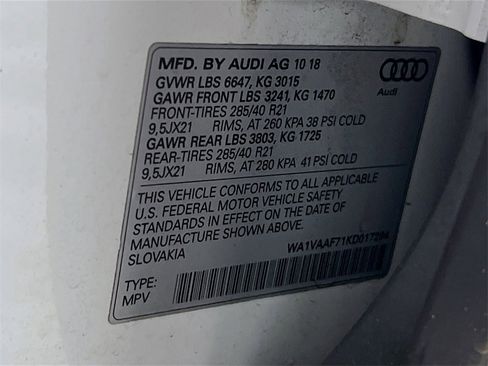 MFD. BY AUDI AG 10 18
GVWR LBS 6647, KG 3015
GAWR FRONT LBS 3241, KG 1470
FRONT-TIRES 285/40 R21
9,5JX21 RIMS, AT 260 KPA 38 PSI COLD
GAWR REAR LBS 3803, KG 1725
REAR-TIRES 285/40 R21
9,5JX21 RIMS, AT 280 KPA 41 PSI COLD
Audi
THIS VEHICLE CONFORMS TO ALL APPLICABLE
U.S. FEDERAL MOTOR VEHICLE SAFETY
STANDARDS IN EFFECT ON THE DATE OF
MANUFACTURE SHOWN ABOVE.
SLOVAKIA WA1VAAF71KD017294
TYPE:
MPV